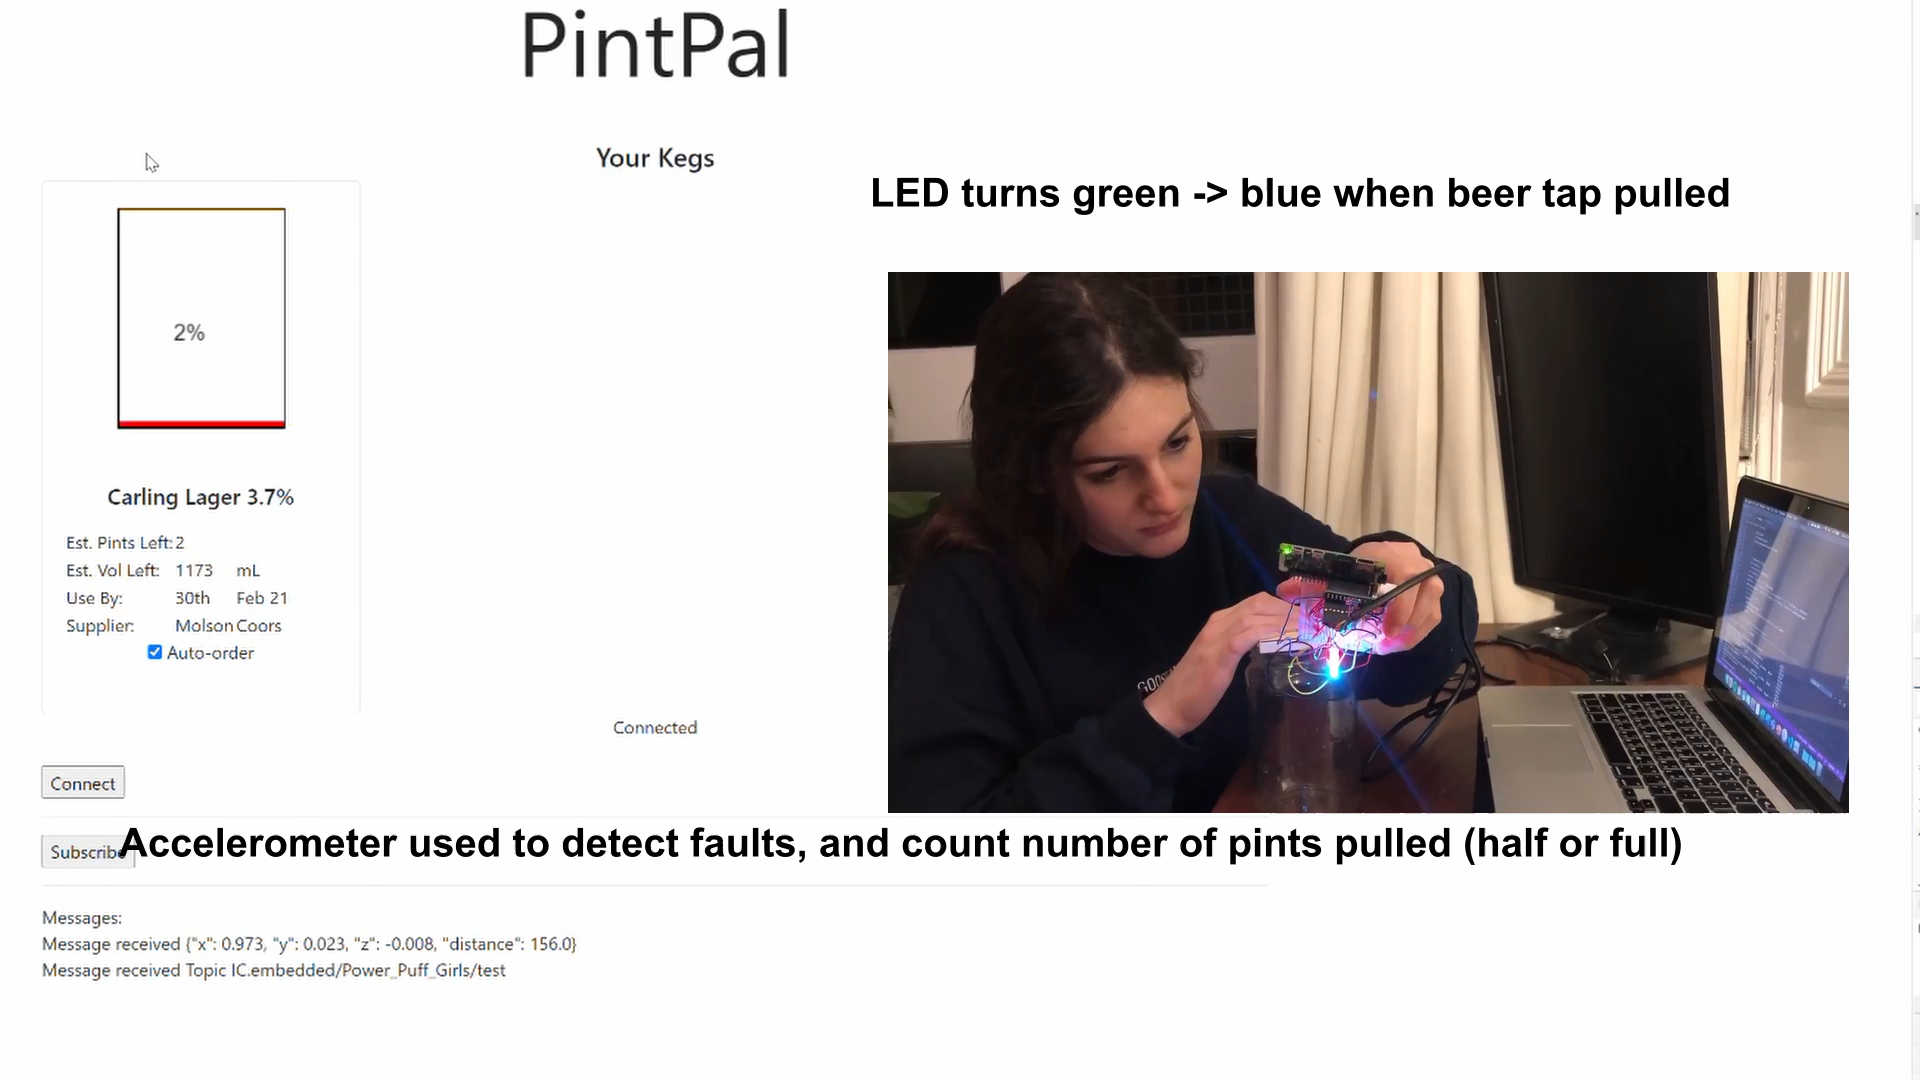 PintPal
Your Kegs
LED turns green -> blue when beer tap pulled
2%
Carling Lager 3.7%
Est. Pints Left: 2
Est. Vol Left: 1173 mL
Use By: 30th Feb 21
Supplier: Molson Coors
Auto-order
Connected
Connect
Subscribe
Accelerometer used to detect faults, and count number of pints pulled (half or full)
Messages:
Message received {"x": 0.973, "y": 0.023, "z": -0.008, "distance": 156.0}
Message received Topic IC.embedded/Power_Puff_Girls/test